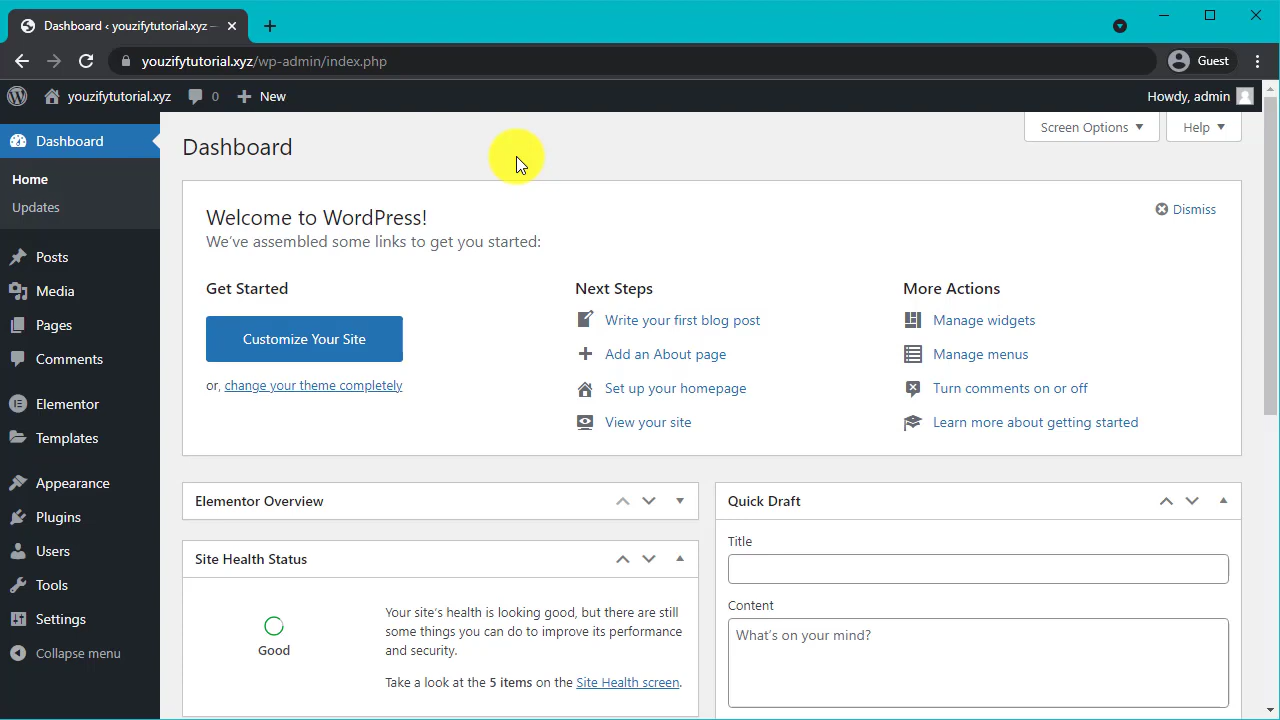 Dashboard ‹ youzifytutorial.xyz —
youzifytutorial.xyz/wp-admin/index.php
Guest
youzifytutorial.xyz
0
New
Howdy, admin
Dashboard
Home
Updates
Posts
Media
Pages
Comments
Elementor
Templates
Appearance
Plugins
Users
Tools
Settings
Collapse menu
Dashboard
Screen Options
Help
Welcome to WordPress!
We’ve assembled some links to get you started:
Dismiss
Get Started
Customize Your Site
or, change your theme completely
Next Steps
Write your first blog post
Add an About page
Set up your homepage
View your site
More Actions
Manage widgets
Manage menus
Turn comments on or off
Learn more about getting started
Elementor Overview
Site Health Status
Good
Your site’s health is looking good, but there are still
some things you can do to improve its performance
and security.
Take a look at the 5 items on the Site Health screen.
Quick Draft
Title
Content
What’s on your mind?